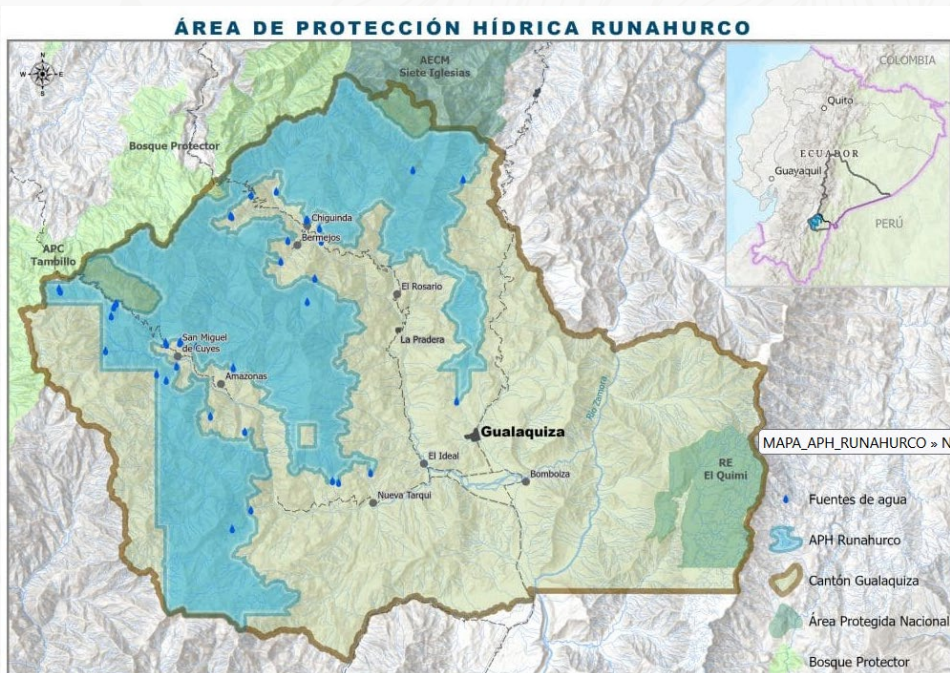 ÁREA DE PROTECCIÓN HÍDRICA RUNAHURCO
N
W
E
S
AECM
Siete Iglesias
COLOMBIA
Quito
ECUADOR
Guayaquil
PERÚ
Bosque Protector
Chiguinda
Bermejos
APC
Tambillo
El Rosario
La Pradera
San Miguel
de Cuyes
Amazonas
Río Zamora
Gualaquiza
MAPA_APH_RUNAHURCO » N
El Ideal
RE
El Quimi
Bomboiza
Nueva Tarqui
Fuentes de agua
APH Runahurco
Cantón Gualaquiza
Área Protegida Nacional
Bosque Protector